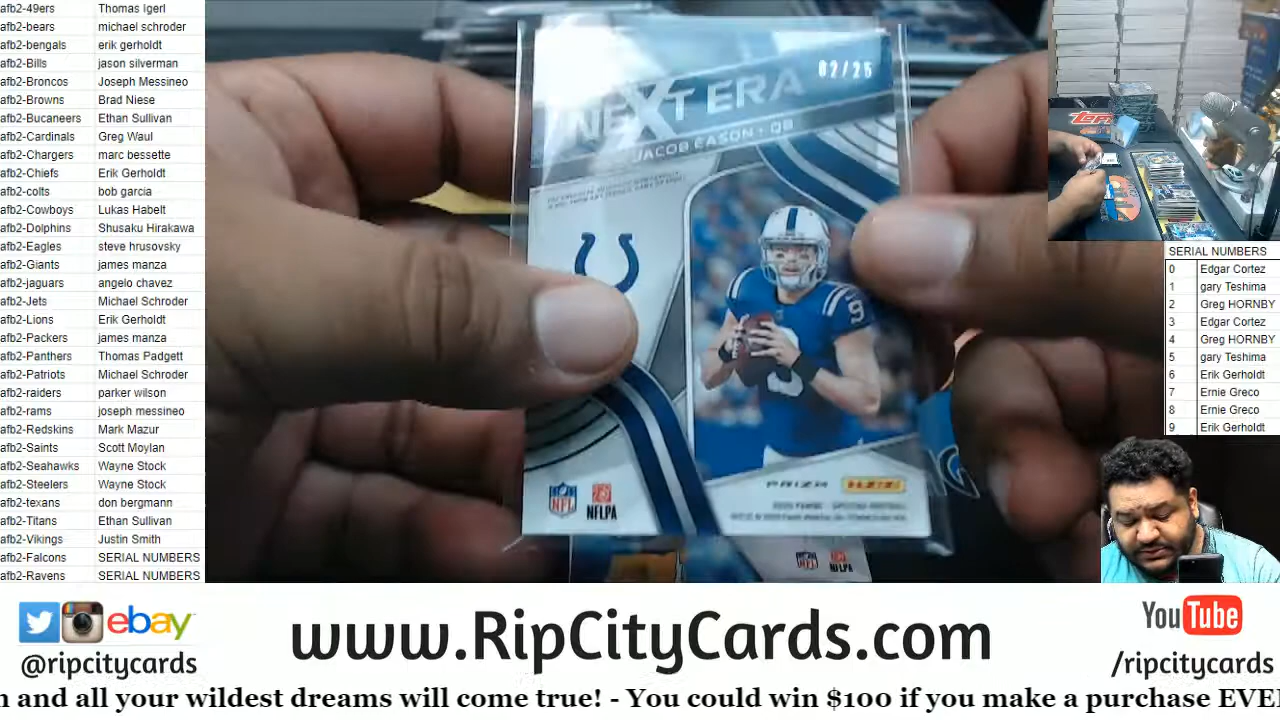 afb2-49ers Thomas Igerl
afb2-bears michael schroder
afb2-bengals erik gerholdt
afb2-Bills jason silverman
afb2-Broncos Joseph Messineo
afb2-Browns Brad Niese
afb2-Bucaneers Ethan Sullivan
afb2-Cardinals Greg Waul
afb2-Chargers marc bessette
afb2-Chiefs Erik Gerholdt
afb2-colts bob garcia
afb2-Cowboys Lukas Habelt
afb2-Dolphins Shusaku Hirakawa
afb2-Eagles steve hrusovsky
afb2-Giants james manza
afb2-jaguars angelo chavez
afb2-Jets Michael Schroder
afb2-Lions Erik Gerholdt
afb2-Packers james manza
afb2-Panthers Thomas Padgett
afb2-Patriots Michael Schroder
afb2-raiders parker wilson
afb2-rams joseph messineo
afb2-Redskins Mark Mazur
afb2-Saints Scott Moylan
afb2-Seahawks Wayne Stock
afb2-Steelers Wayne Stock
afb2-texans don bergmann
afb2-Titans Ethan Sullivan
afb2-Vikings Justin Smith
afb2-Falcons SERIAL NUMBERS
afb2-Ravens SERIAL NUMBERS
02/25
NEXT ERA
JACOB EASON • QB
9
NFL
NFLPA
PRIZM PANINI
NFL
NFLPA
TOPPS
SERIAL NUMBERS
0 Edgar Cortez
1 gary Teshima
2 Greg HORNBY
3 Edgar Cortez
4 Greg HORNBY
5 gary Teshima
6 Erik Gerholdt
7 Ernie Greco
8 Ernie Greco
9 Erik Gerholdt
ebay
@ripcitycards
www.RipCityCards.com
YouTube
/ripcitycards
n and all your wildest dreams will come true! - You could win $100 if you make a purchase EVE